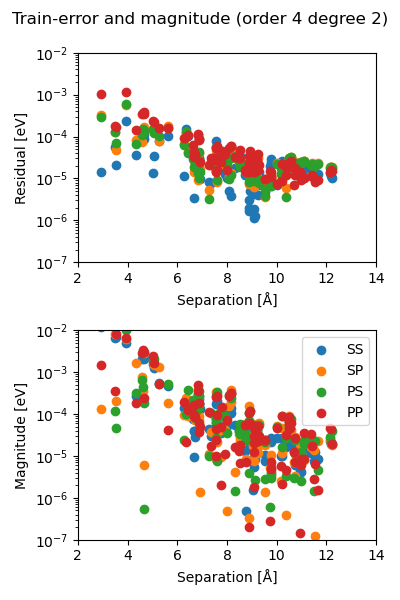 Train-error and magnitude (order 4 degree 2)
10⁻²
10⁻³
10⁻⁴
10⁻⁵
10⁻⁶
10⁻⁷
Residual [eV]
2 4 6 8 10 12 14
Separation [Å]
10⁻²
10⁻³
10⁻⁴
10⁻⁵
10⁻⁶
10⁻⁷
Magnitude [eV]
SS
SP
PS
PP
2 4 6 8 10 12 14
Separation [Å]